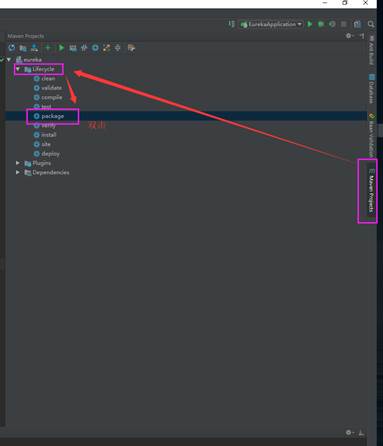 EurekaApplication
Maven Projects
eureka
Lifecycle
clean
validate
compile
test
package
双击
verify
install
site
deploy
Plugins
Dependencies
Ant Build
Database
Bean Validation
Maven Projects